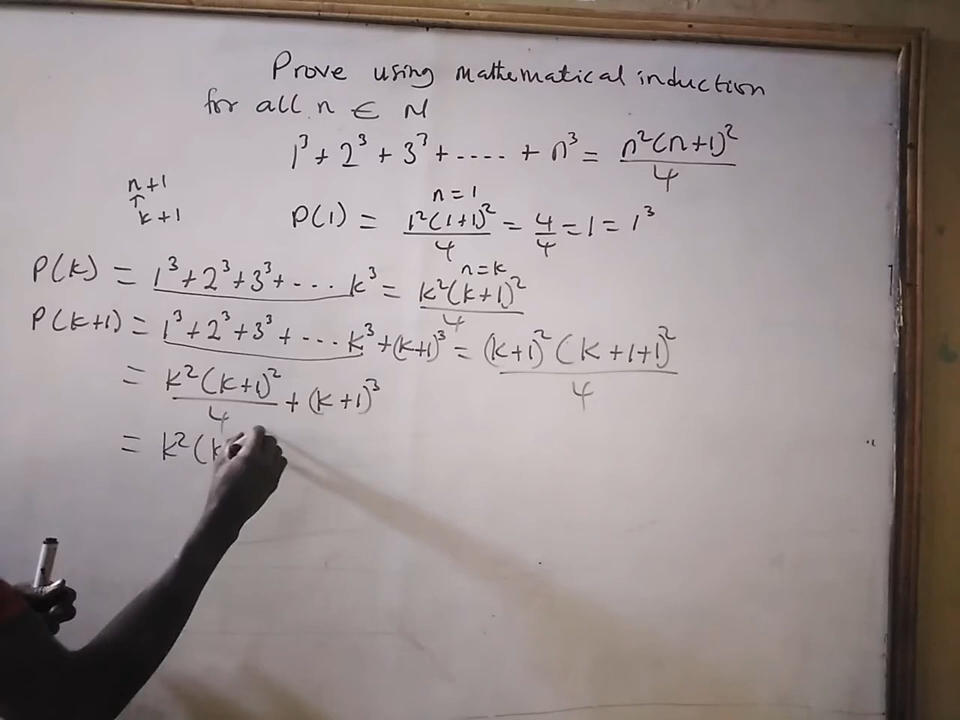 Prove using mathematical induction
for all n ∈ N
1³ + 2³ + 3³ + ---- + n³ = n²(n+1)²/4
n+1
↑
k+1
n=1
P(1) = 1²(1+1)²/4 = 4/4 = 1 = 1³
n=k
P(k) = 1³+2³+3³+ ... k³ = k²(k+1)²/4
P(k+1) = 1³+2³+3³+ ... k³+(k+1)³ = (k+1)²(k+1+1)²/4
= k²(k+1)²/4 + (k+1)³
= k²(k